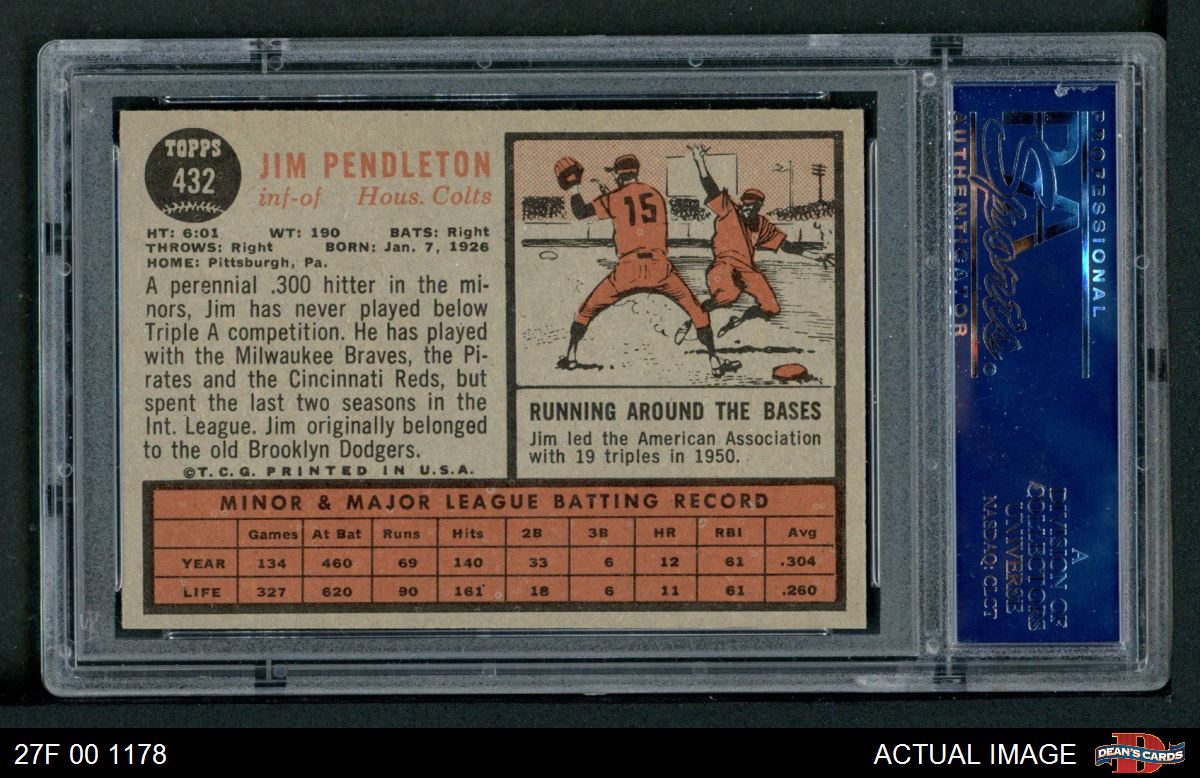 TOPPS
432
JIM PENDLETON
inf-of Hous. Colts
HT: 6:01 WT: 190 BATS: Right
THROWS: Right BORN: Jan. 7, 1926
HOME: Pittsburgh, Pa.
A perennial .300 hitter in the mi-
nors, Jim has never played below
Triple A competition. He has played
with the Milwaukee Braves, the Pi-
rates and the Cincinnati Reds, but
spent the last two seasons in the
Int. League. Jim originally belonged
to the old Brooklyn Dodgers.
©T.C.G. PRINTED IN U.S.A.
15
RUNNING AROUND THE BASES
Jim led the American Association
with 19 triples in 1950.
MINOR & MAJOR LEAGUE BATTING RECORD
Games At Bat Runs Hits 2B 3B HR RBI Avg
YEAR 134 460 69 140 33 6 12 61 .304
LIFE 327 620 90 161 18 6 11 61 .260
PROFESSIONAL
PSA
Sports
AUTHENTICATOR
A
DIVISION OF
COLLECTORS
UNIVERSE
NASDAQ: CLCT
27F 00 1178
ACTUAL IMAGE
D
DEAN'S CARDS